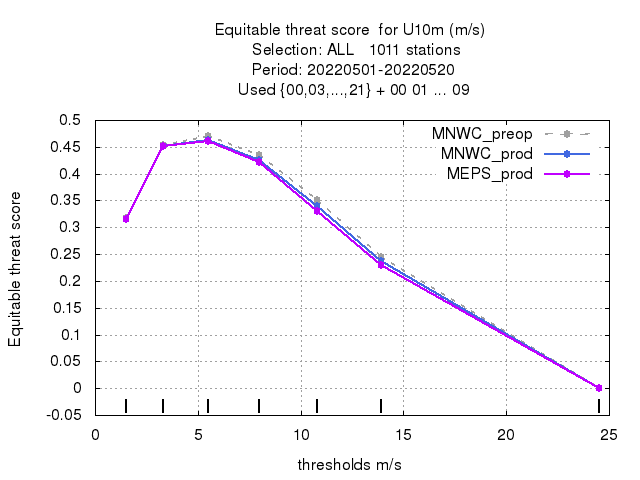 Equitable threat score  for U10m (m/s)
Selection: ALL   1011 stations
Period: 20220501-20220520
Used {00,03,...,21} + 00 01 ... 09
MNWC_preop
MNWC_prod
MEPS_prod
Equitable threat score
0.5
0.45
0.4
0.35
0.3
0.25
0.2
0.15
0.1
0.05
0
-0.05
0 5 10 15 20 25
thresholds m/s